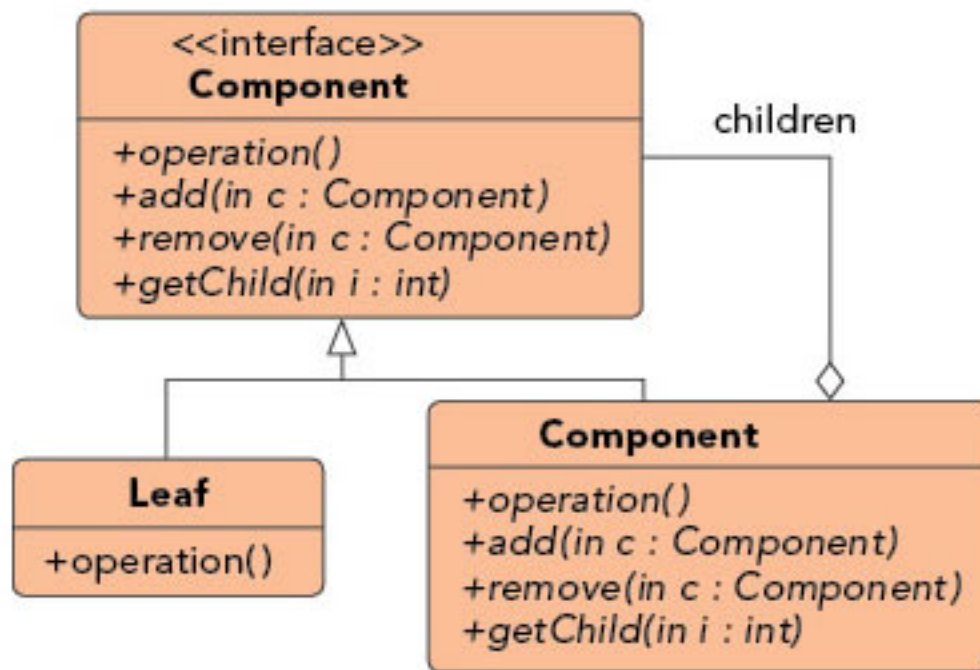 <<interface>>
Component
+operation()
+add(in c : Component)
+remove(in c : Component)
+getChild(in i : int)
children
Leaf
+operation()
Component
+operation()
+add(in c : Component)
+remove(in c : Component)
+getChild(in i : int)